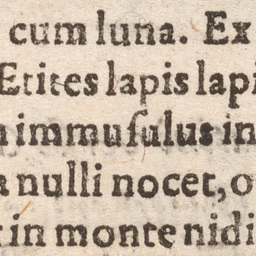 cum luna. Ex
Etites lapis lapi
immuſulus in
nulli nocet, o
in monte nidi